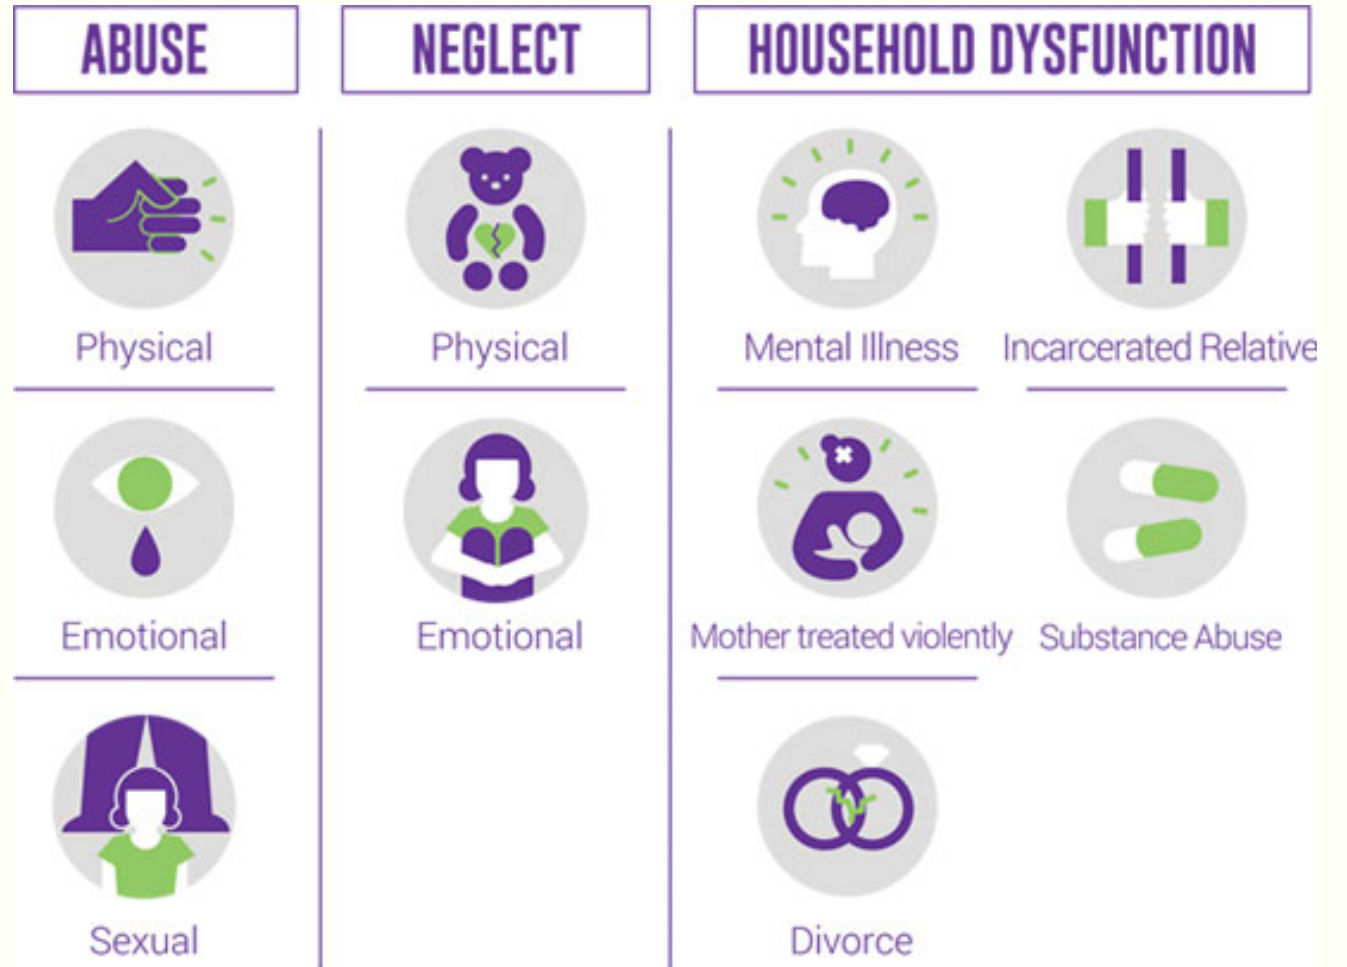 ABUSE
Physical
Emotional
Sexual
NEGLECT
Physical
Emotional
HOUSEHOLD DYSFUNCTION
Mental Illness
Incarcerated Relative
Mother treated violently
Substance Abuse
Divorce